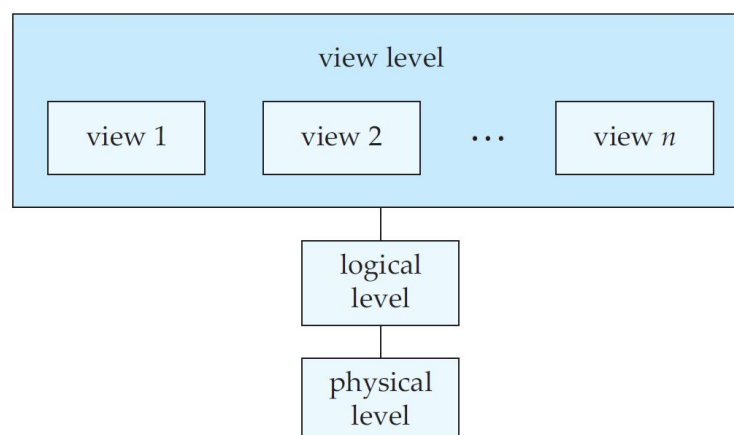 view level
view 1
view 2
...
view n
logical
level
physical
level